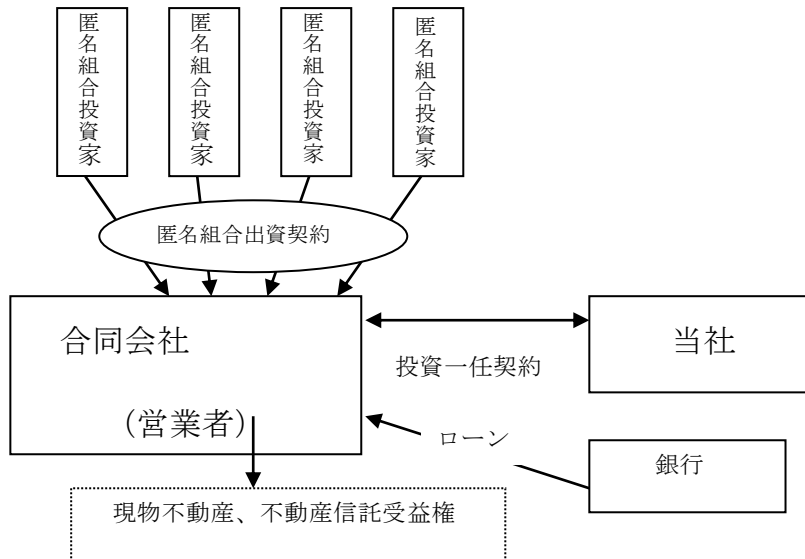 匿名組合投資家
匿名組合投資家
匿名組合投資家
匿名組合投資家
匿名組合出資契約
合同会社
(営業者)
当社
投資一任契約
ローン
銀行
現物不動産、不動産信託受益権